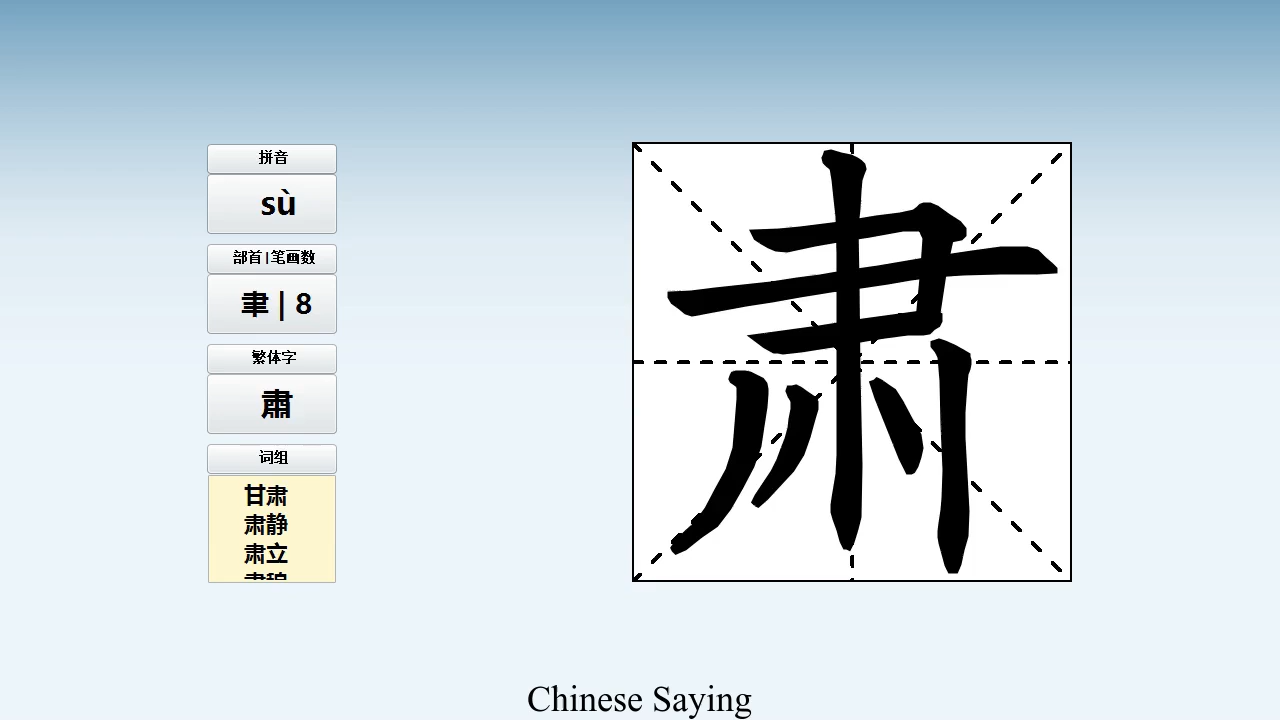 拼音
sù
部首|笔画数
聿 | 8
繁体字
肅
词组
甘肃
肃静
肃立
肃
Chinese Saying